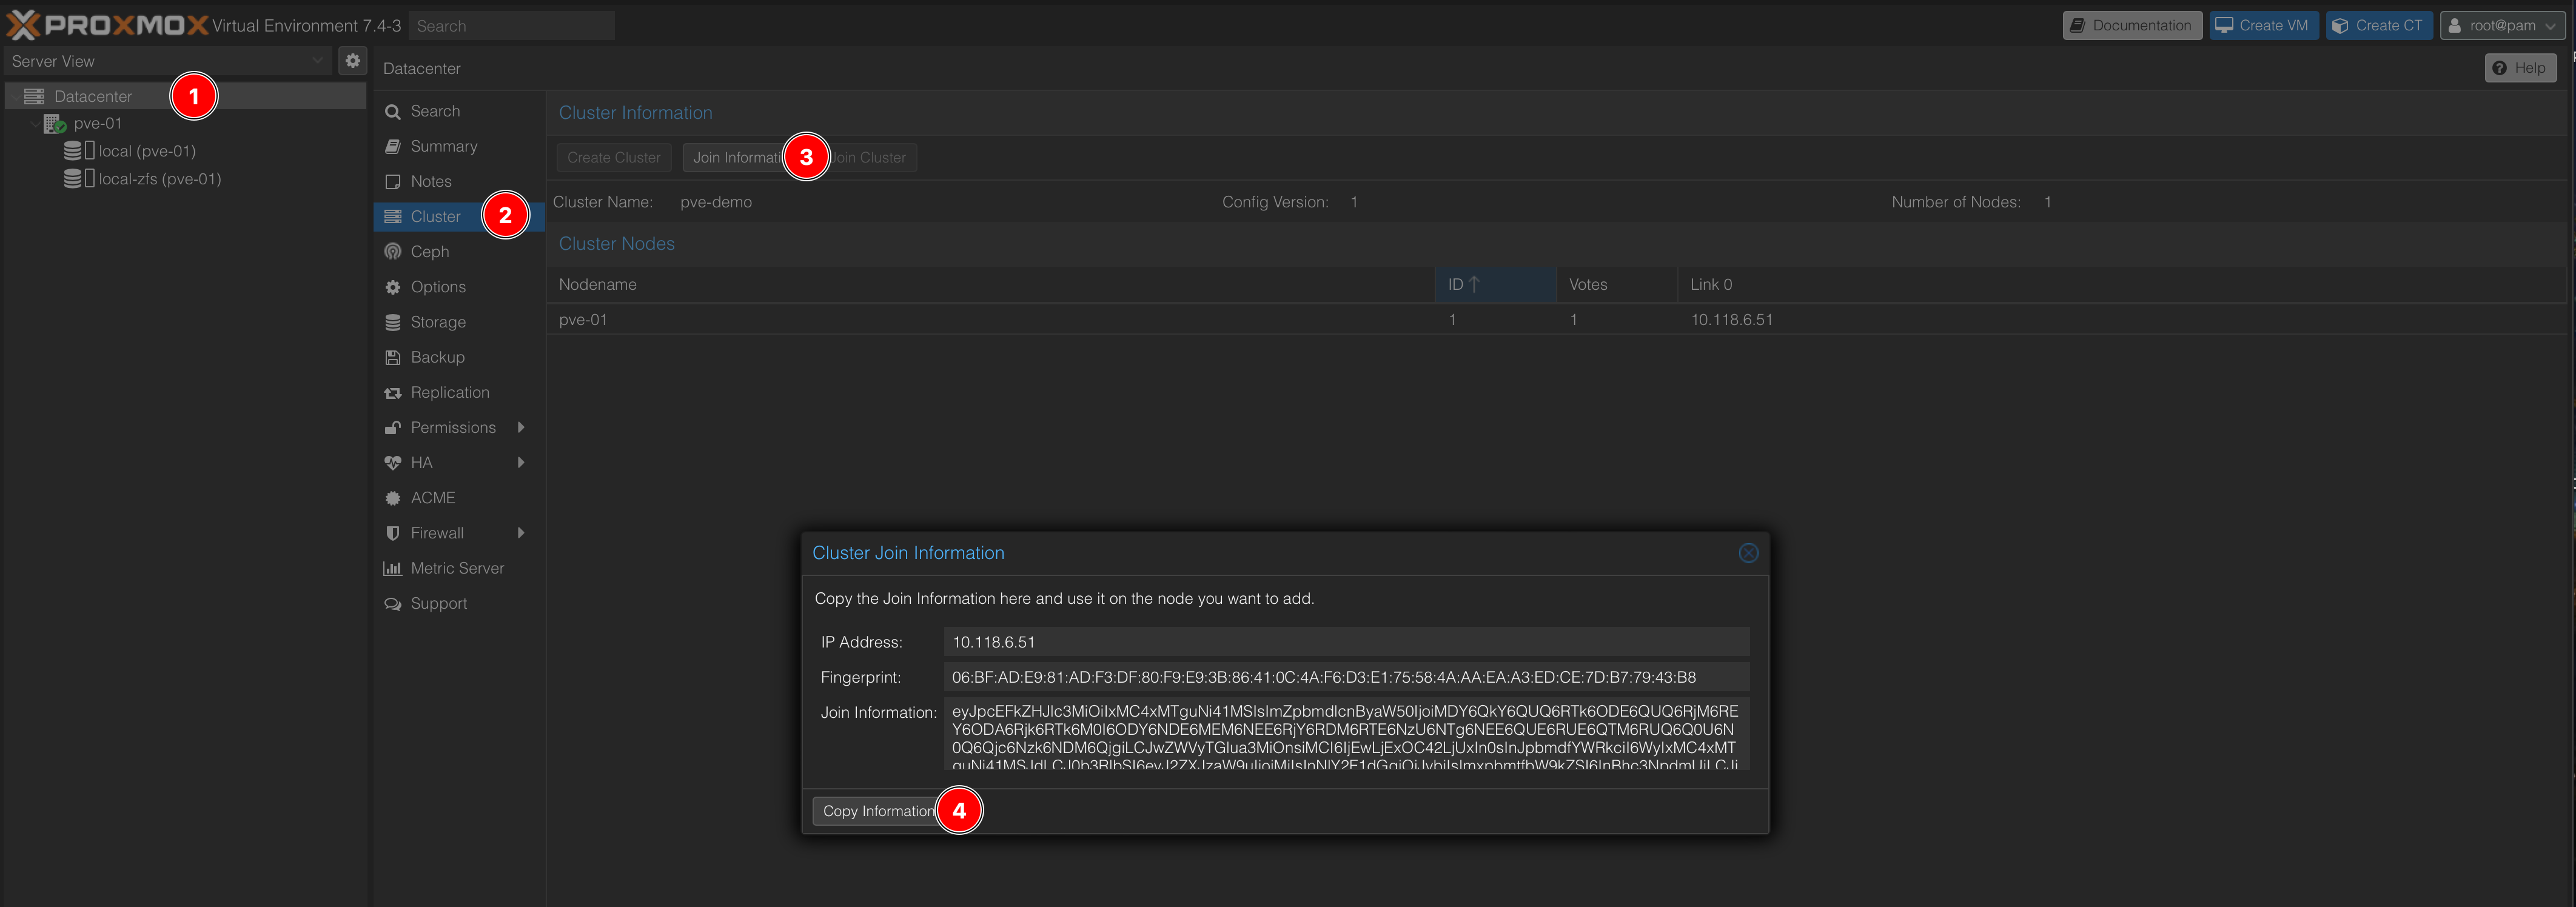 PROXMOX Virtual Environment 7.4-3 Search Documentation Create VM Create CT root@pam
Server View
Datacenter 1
pve-01
local (pve-01)
local-zfs (pve-01)
Datacenter Help
Search
Summary
Notes
Cluster 2
Ceph
Options
Storage
Backup
Replication
Permissions
HA
ACME
Firewall
Metric Server
Support
Cluster Information
Create Cluster Join Informati 3 Join Cluster
Cluster Name: pve-demo Config Version: 1 Number of Nodes: 1
Cluster Nodes
Nodename ID Votes Link 0
pve-01 1 1 10.118.6.51
Cluster Join Information
Copy the Join Information here and use it on the node you want to add.
IP Address: 10.118.6.51
Fingerprint: 06:BF:AD:E9:81:AD:F3:DF:80:F9:E9:3B:86:41:0C:4A:F6:D3:E1:75:58:4A:AA:EA:A3:ED:CE:7D:B7:79:43:B8
Join Information: eyJpcEFkZHJlc3MiOiIxMC4xMTguNi41MSIsImZpbmdlcnByaW50IjoiMDY6QkY6QUQ6RTk6ODE6QUQ6RjM6RE
Y6ODA6Rjk6RTk6M0I6ODY6NDE6MEM6NEE6RjY6RDM6RTE6NzU6NTg6NEE6QUE6RUE6QTM6RUQ6Q0U6N
0Q6Qjc6Nzk6NDM6QjgiLCJwZWVyTGlua3MiOnsiMCI6IjEwLjExOC42LjUxIn0sInJpbmdfYWRkciI6WyIxMC4xMT
Copy Information 4